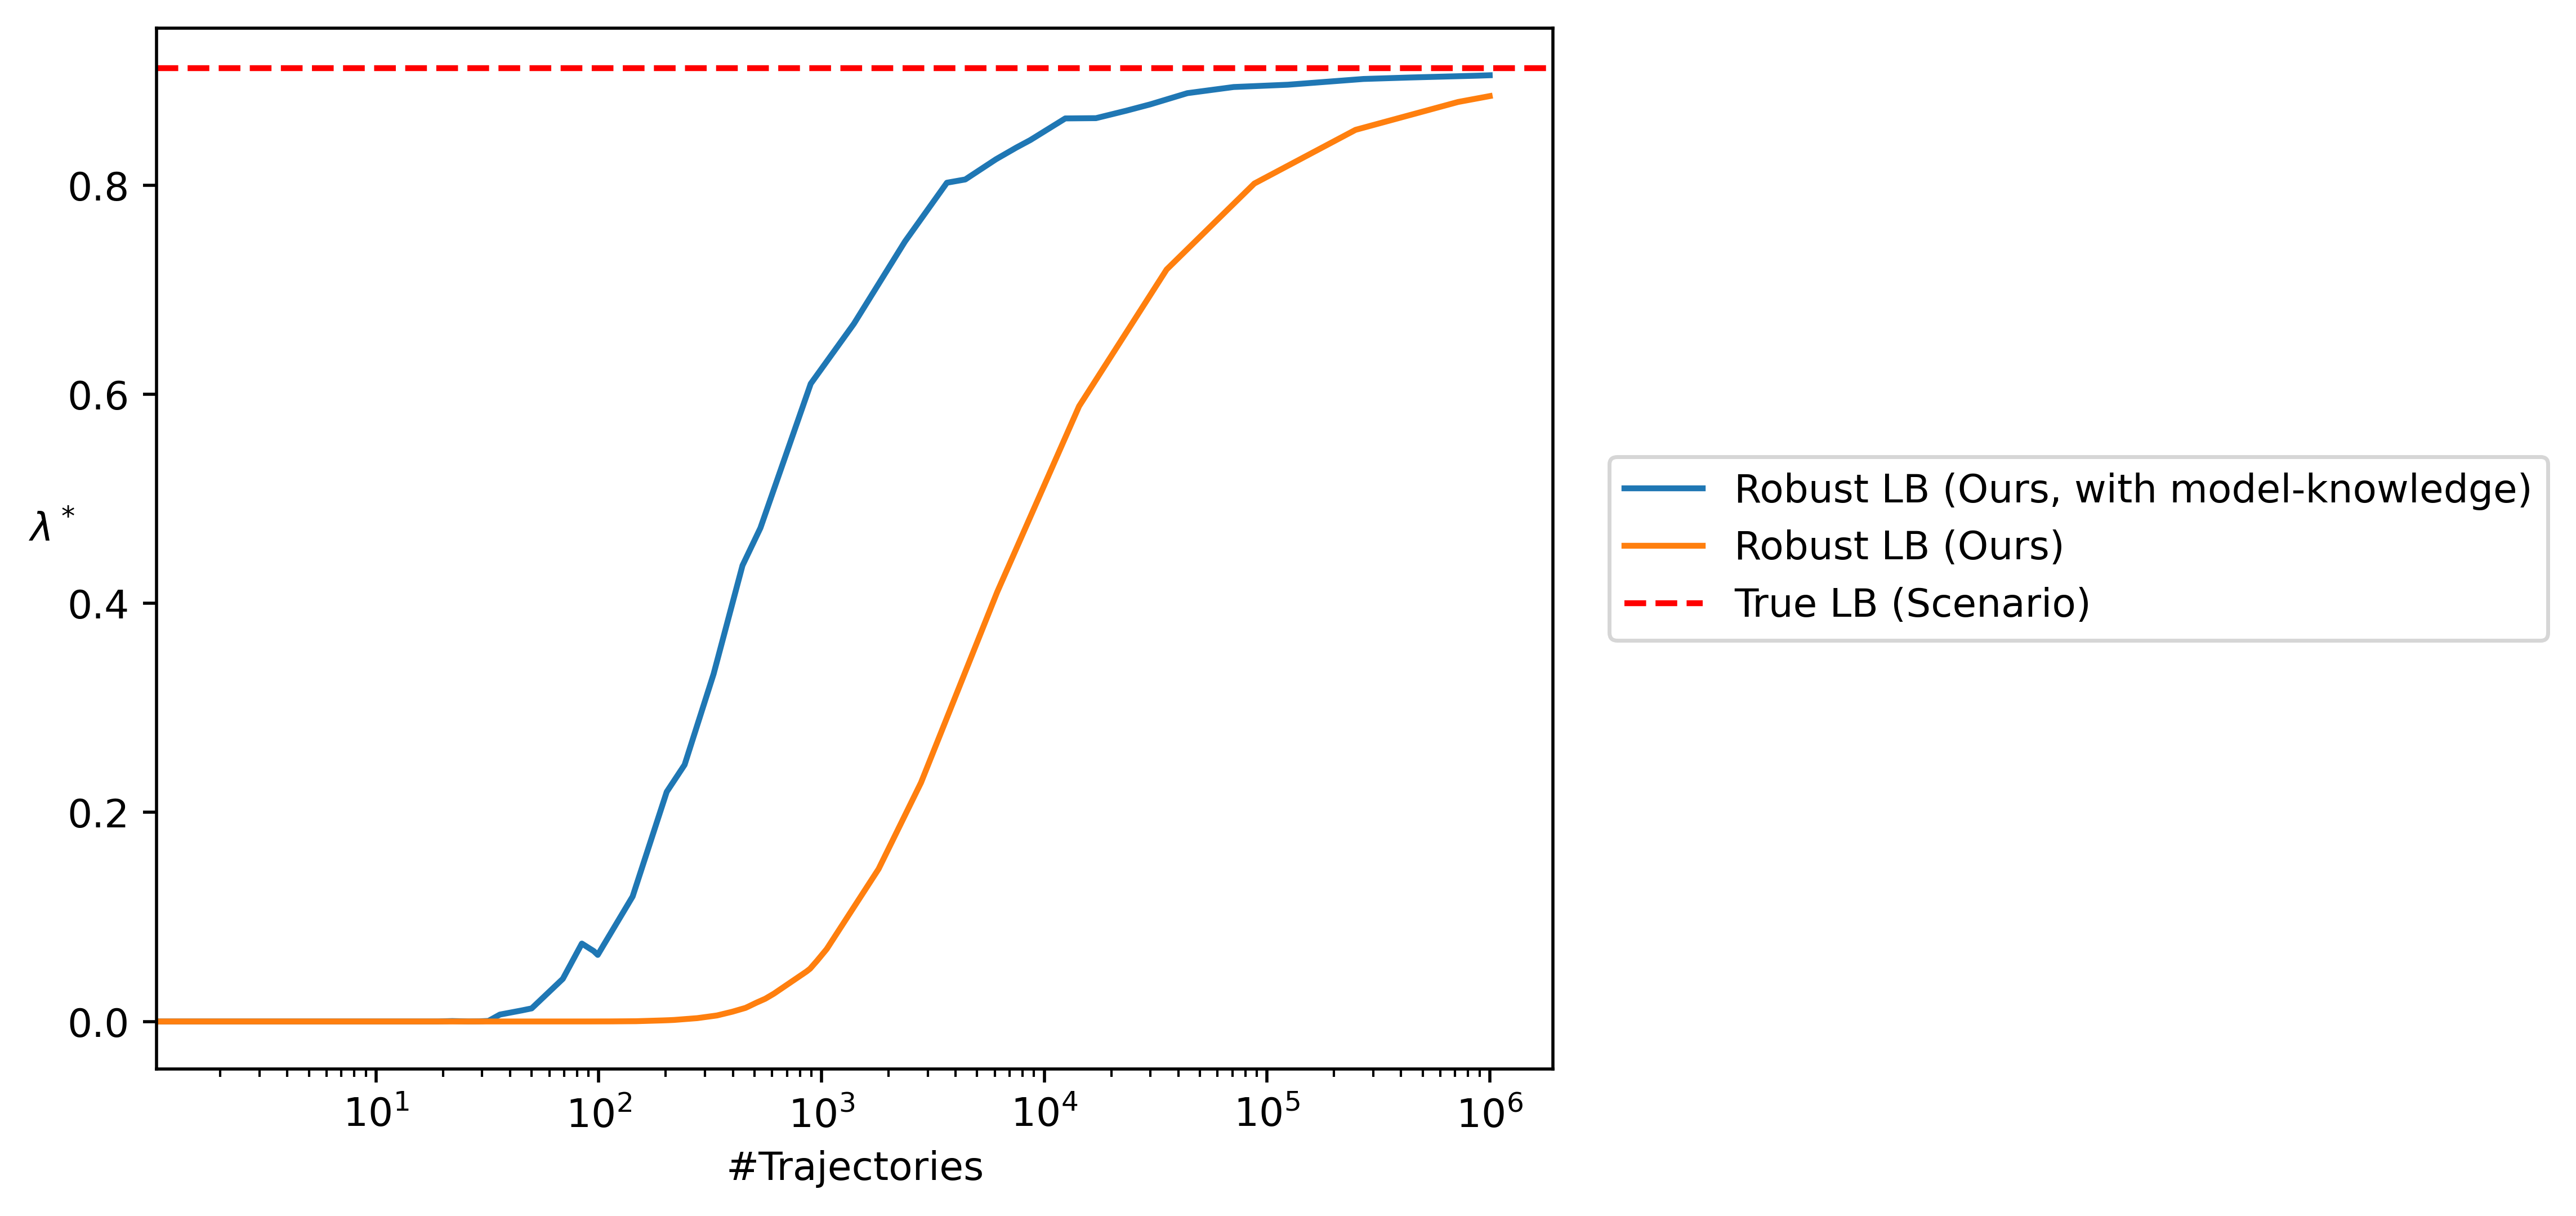 0.8
0.6
0.4
0.2
0.0
λ*
10¹
10²
10³
10⁴
10⁵
10⁶
#Trajectories
Robust LB (Ours, with model-knowledge)
Robust LB (Ours)
True LB (Scenario)